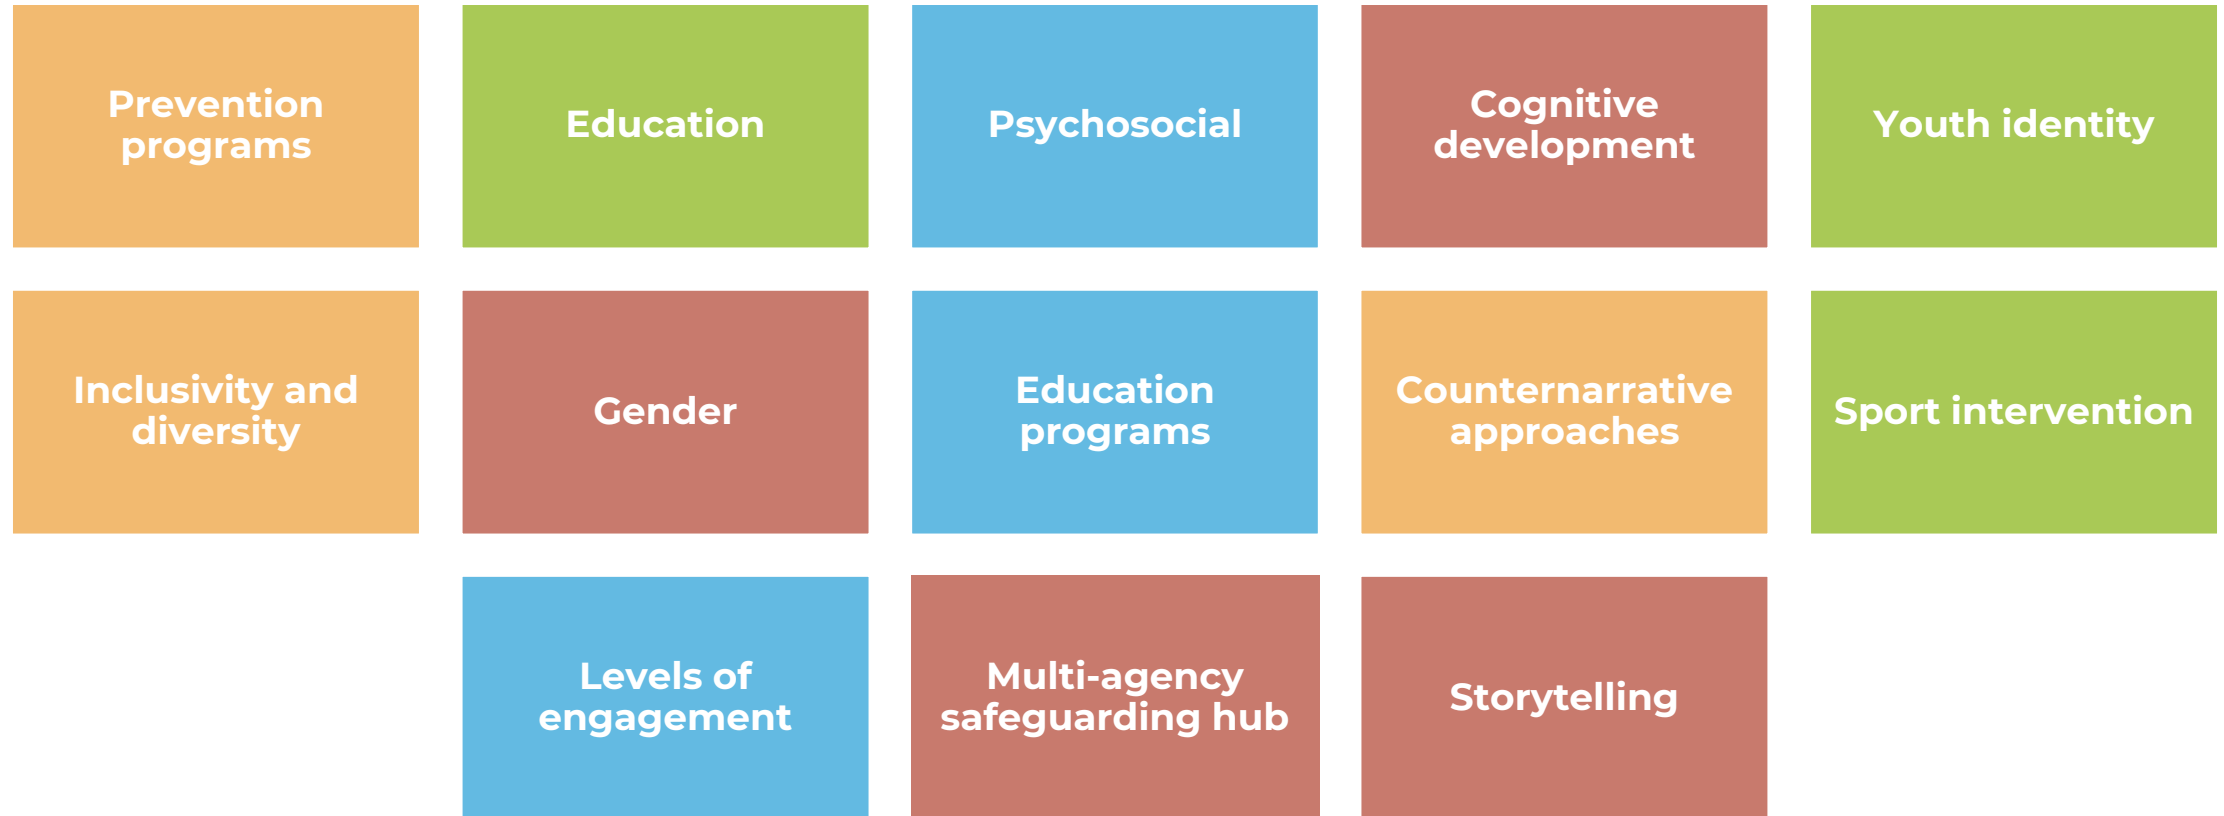 Prevention
programs
Education
Psychosocial
Cognitive
development
Youth identity
Inclusivity and
diversity
Gender
Education
programs
Counternarrative
approaches
Sport intervention
Levels of
engagement
Multi-agency
safeguarding hub
Storytelling